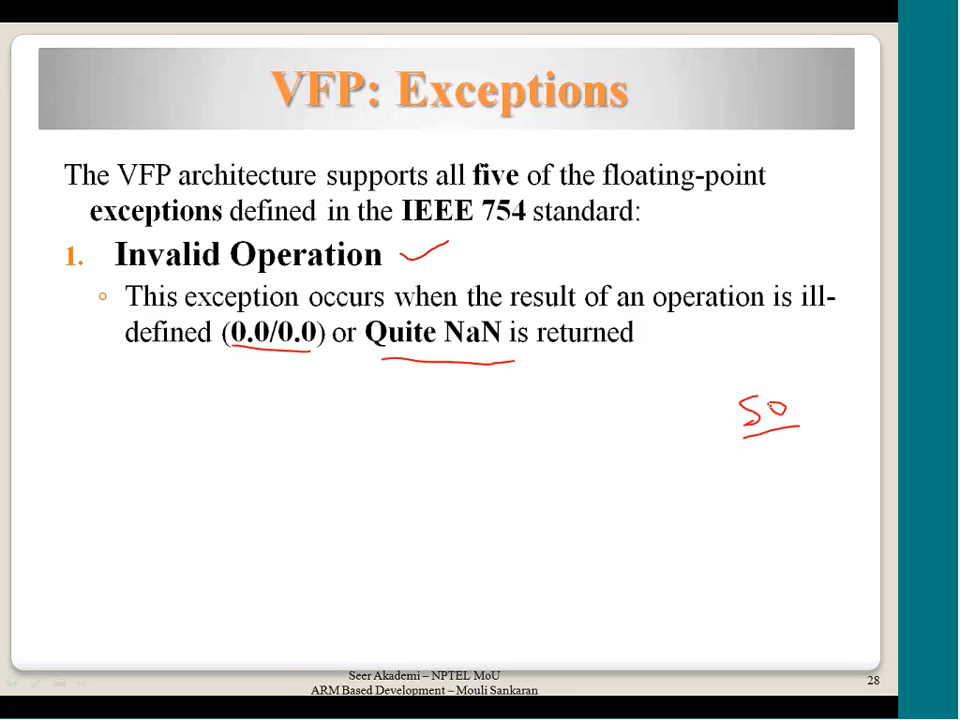 VFP: Exceptions
The VFP architecture supports all five of the floating-point
exceptions defined in the IEEE 754 standard:
1. Invalid Operation
This exception occurs when the result of an operation is ill-
defined (0.0/0.0) or Quite NaN is returned
S0
Seer Akademi – NPTEL MoU
ARM Based Development – Mouli Sankaran
28